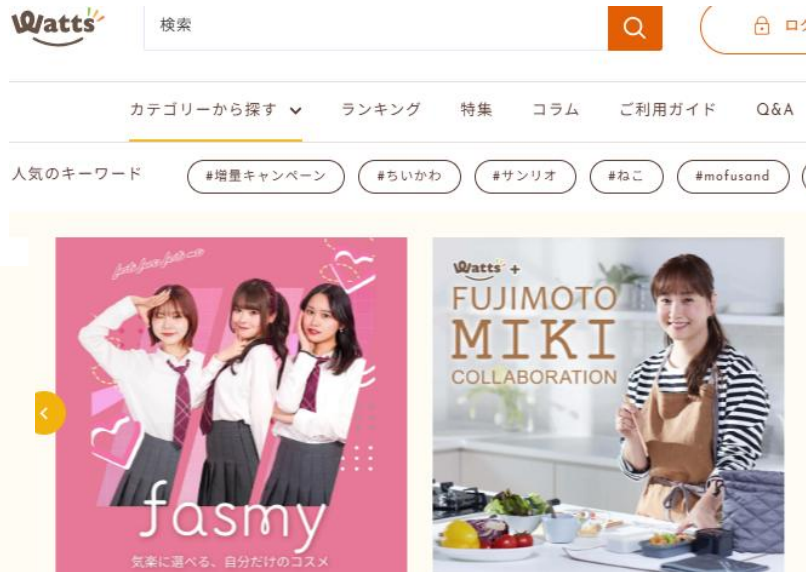 Watts
検索
ログ
カテゴリーから探す
ランキング
特集
コラム
ご利用ガイド
Q&A
人気のキーワード
#増量キャンペーン
#ちいかわ
#サンリオ
#ねこ
#mofusand
fasmy
気楽に選べる、自分だけのコスメ
Watts +
FUJIMOTO
MIKI
COLLABORATION